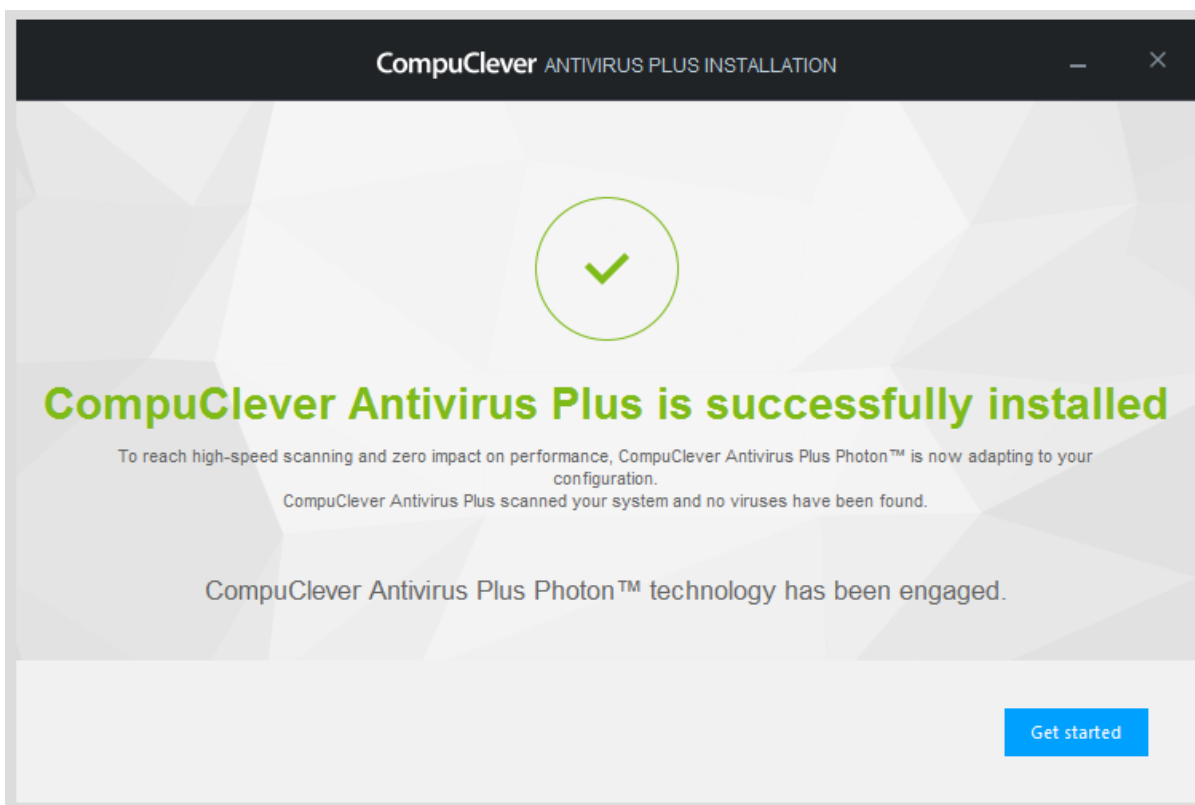 CompuClever ANTIVIRUS PLUS INSTALLATION
CompuClever Antivirus Plus is successfully installed
To reach high-speed scanning and zero impact on performance, CompuClever Antivirus Plus Photon™ is now adapting to your
configuration.
CompuClever Antivirus Plus scanned your system and no viruses have been found.
CompuClever Antivirus Plus Photon™ technology has been engaged.
Get started